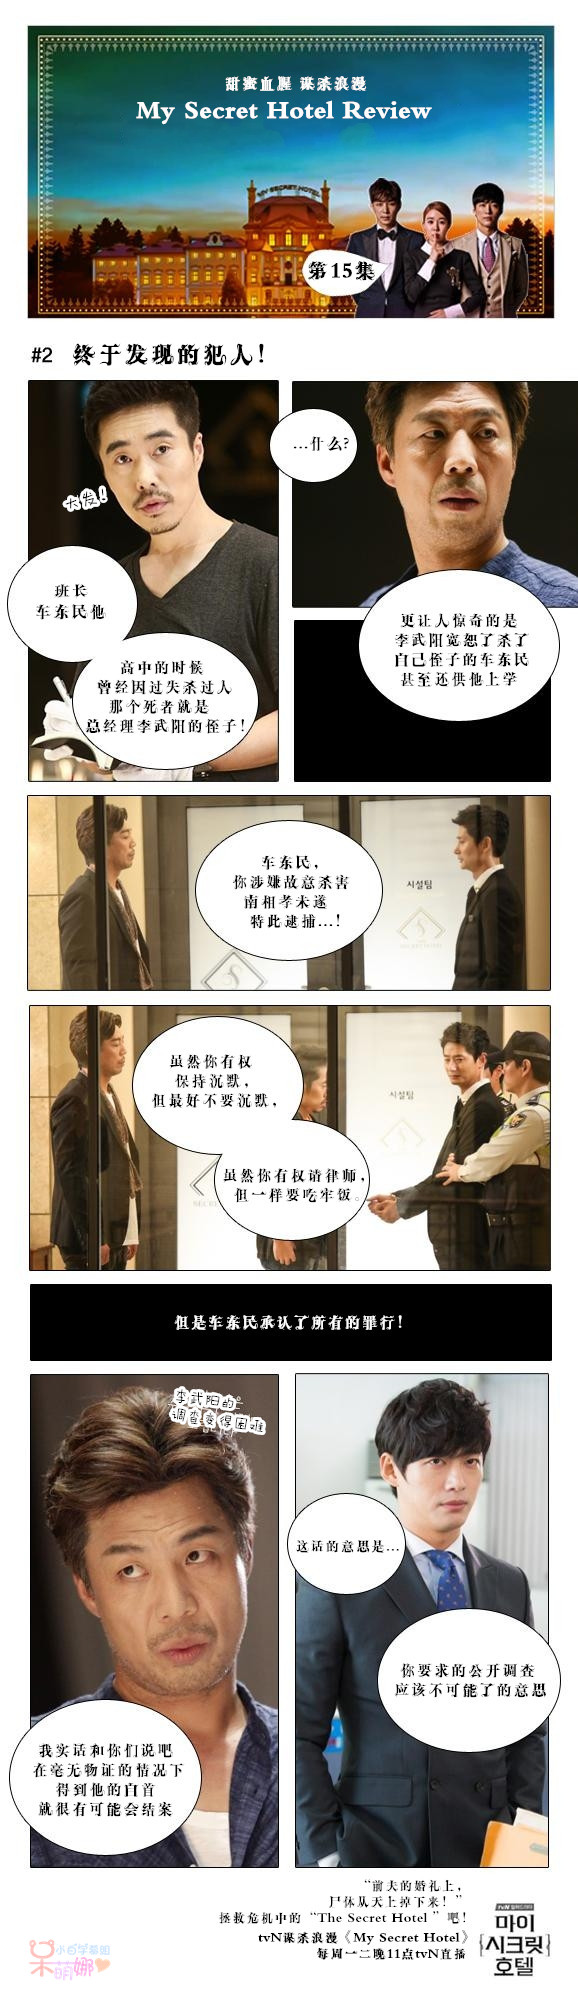 甜蜜血腥 谋杀浪漫
My Secret Hotel Review
MY SECRET HOTEL
第15集
#2 终于发现的犯人!
大发!
…什么?
班长
车东民他
高中的时候
曾经因过失杀过人
那个死者就是
总经理李武阳的侄子!
更让人惊奇的是
李武阳宽恕了杀了
自己侄子的车东民
甚至还供他上学
车东民,
你涉嫌故意杀害
南相孝未遂
特此逮捕...!
시설팀
SECRET HOTEL
虽然你有权
保持沉默,
但最好不要沉默,
시설팀
虽然你有权请律师,
但一样要吃牢饭。
但是车东民承认了所有的罪行!
李武阳的
调查变得困难
这话的意思是...
你要求的公开调查
应该不可能了的意思
我实话和你们说吧
在毫无物证的情况下
得到他的自首
就很有可能会结案
“前夫的婚礼上,
尸体从天上掉下来!”
拯救危机中的“The Secret Hotel”吧!
tvN谋杀浪漫《My Secret Hotel》
每周一二晚11点tvN直播
마이
시크릿
호텔
呆萌娜